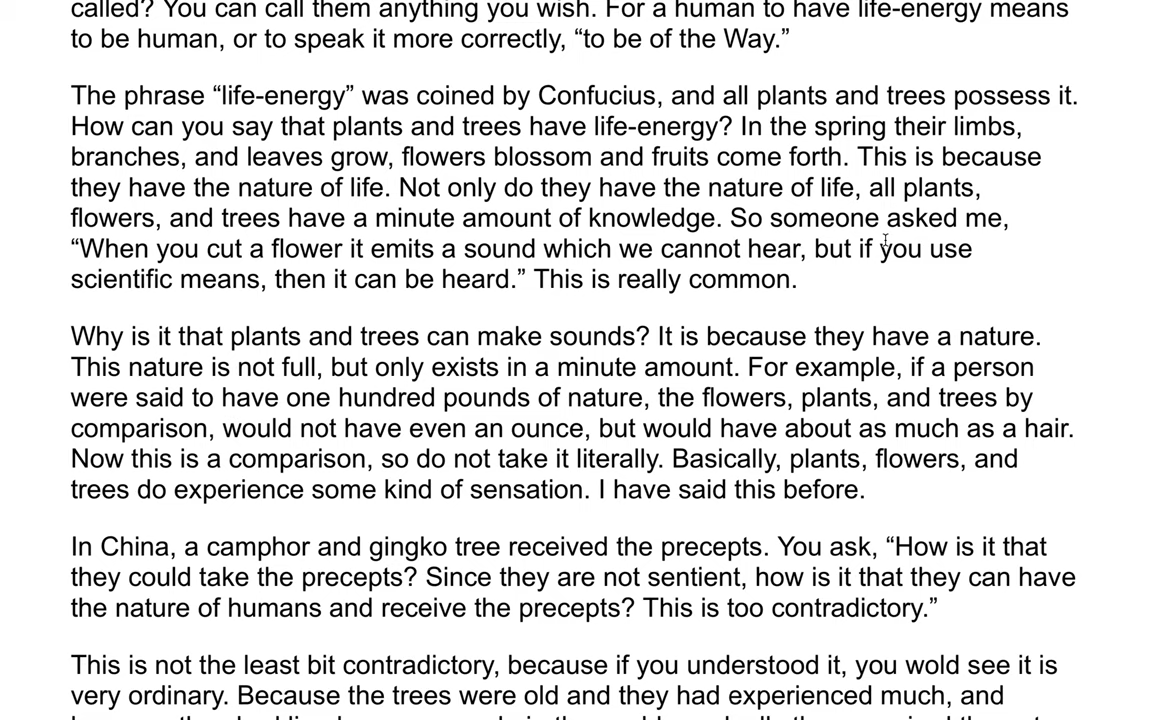 called? You can call them anything you wish. For a human to have life-energy means
to be human, or to speak it more correctly, “to be of the Way.”
The phrase “life-energy” was coined by Confucius, and all plants and trees possess it.
How can you say that plants and trees have life-energy? In the spring their limbs,
branches, and leaves grow, flowers blossom and fruits come forth. This is because
they have the nature of life. Not only do they have the nature of life, all plants,
flowers, and trees have a minute amount of knowledge. So someone asked me,
“When you cut a flower it emits a sound which we cannot hear, but if you use
scientific means, then it can be heard.” This is really common.
Why is it that plants and trees can make sounds? It is because they have a nature.
This nature is not full, but only exists in a minute amount. For example, if a person
were said to have one hundred pounds of nature, the flowers, plants, and trees by
comparison, would not have even an ounce, but would have about as much as a hair.
Now this is a comparison, so do not take it literally. Basically, plants, flowers, and
trees do experience some kind of sensation. I have said this before.
In China, a camphor and gingko tree received the precepts. You ask, “How is it that
they could take the precepts? Since they are not sentient, how is it that they can have
the nature of humans and receive the precepts? This is too contradictory.”
This is not the least bit contradictory, because if you understood it, you wold see it is
very ordinary. Because the trees were old and they had experienced much, and